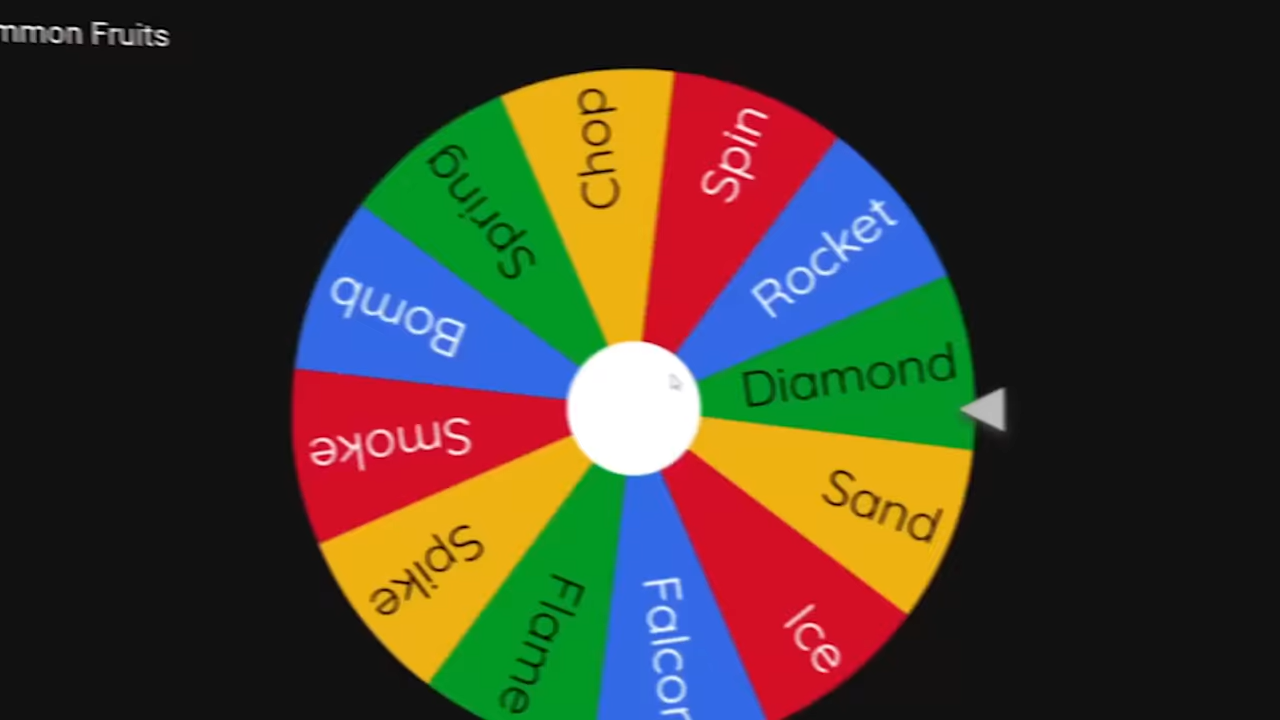 mmon Fruits
Chop
Spin
Rocket
Diamond
Sand
Ice
Falcon
Flame
Spike
Smoke
Bomb
Spring